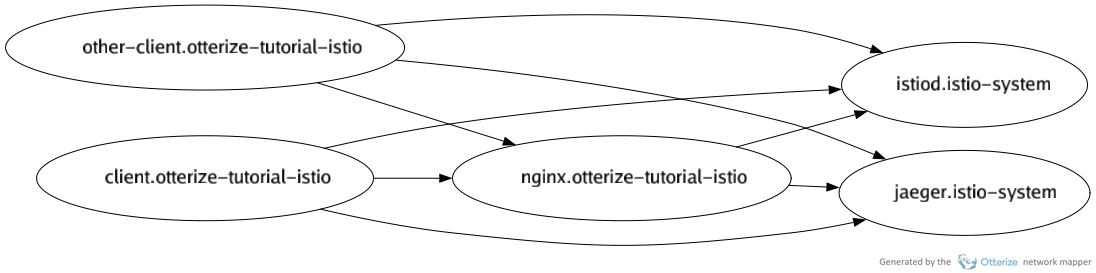 other-client.otterize-tutorial-istio
istiod.istio-system
client.otterize-tutorial-istio
nginx.otterize-tutorial-istio
jaeger.istio-system
Generated by the Otterize network mapper